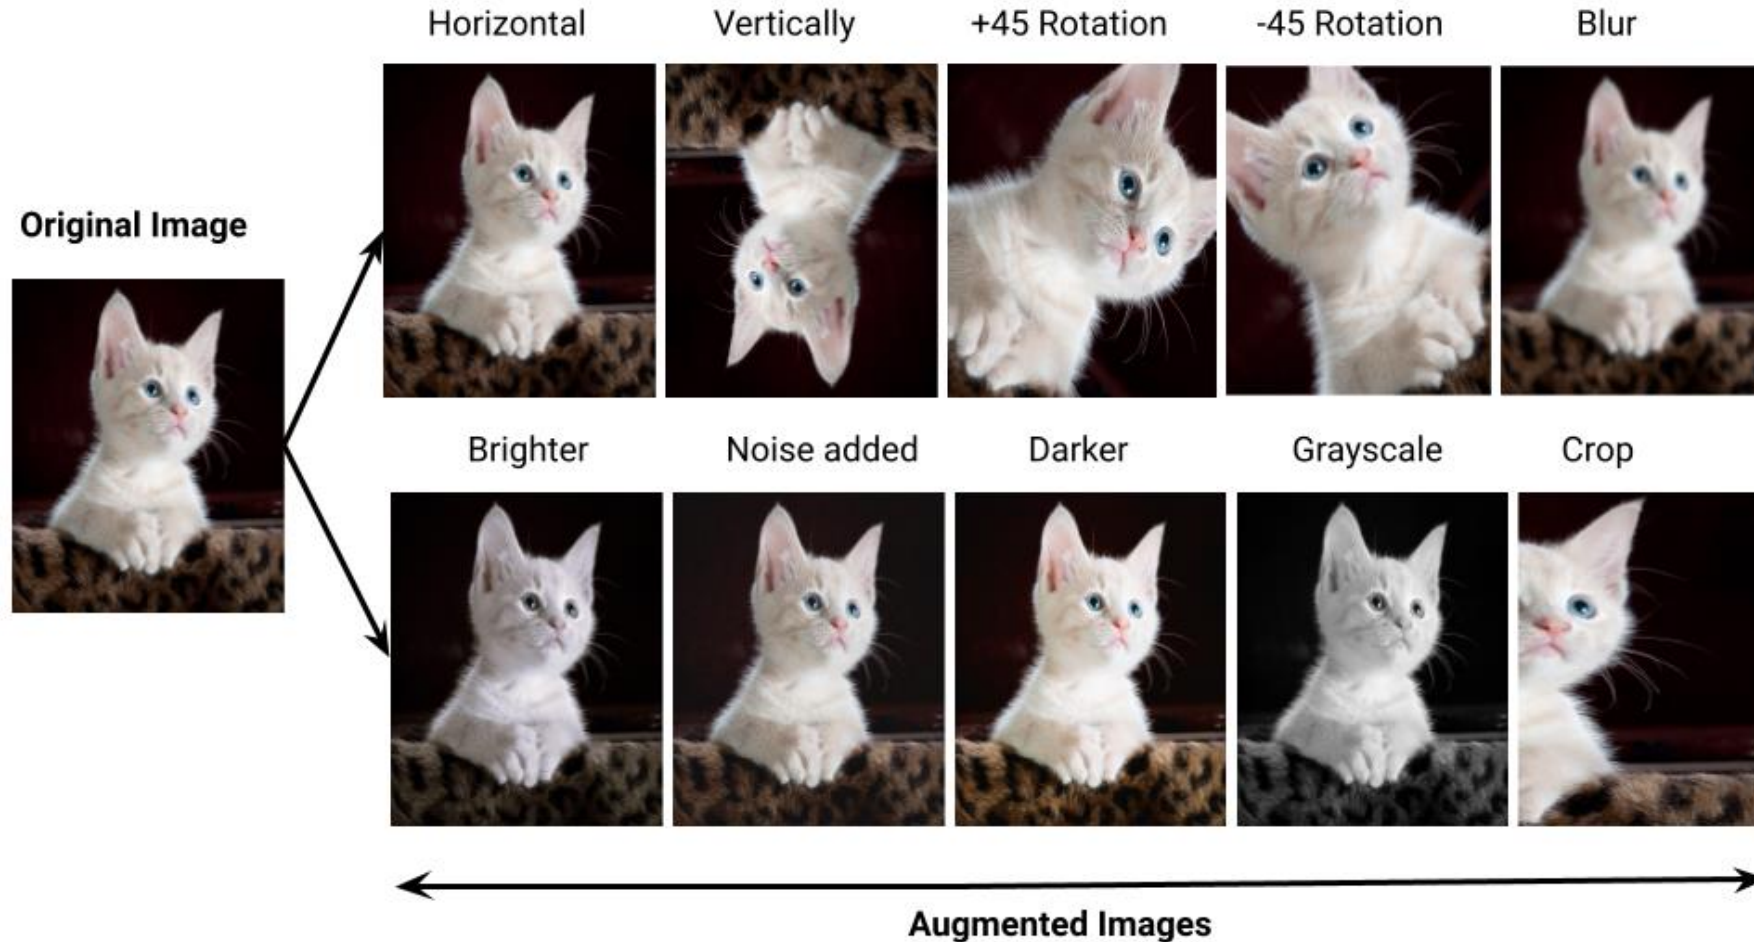 Horizontal Vertically +45 Rotation -45 Rotation Blur
Original Image
Brighter Noise added Darker Grayscale Crop
Augmented Images